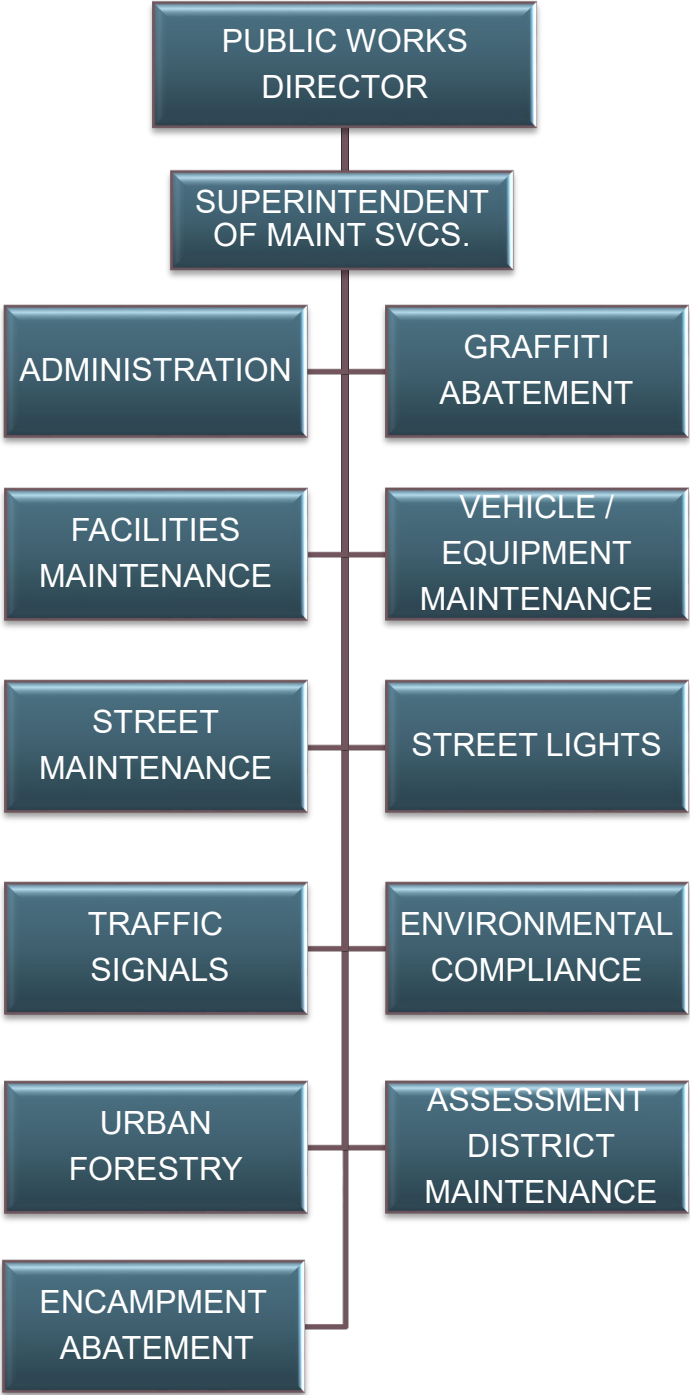 PUBLIC WORKS
DIRECTOR
SUPERINTENDENT
OF MAINT SVCS.
ADMINISTRATION
GRAFFITI
ABATEMENT
FACILITIES
MAINTENANCE
VEHICLE /
EQUIPMENT
MAINTENANCE
STREET
MAINTENANCE
STREET LIGHTS
TRAFFIC
SIGNALS
ENVIRONMENTAL
COMPLIANCE
URBAN
FORESTRY
ASSESSMENT
DISTRICT
MAINTENANCE
ENCAMPMENT
ABATEMENT